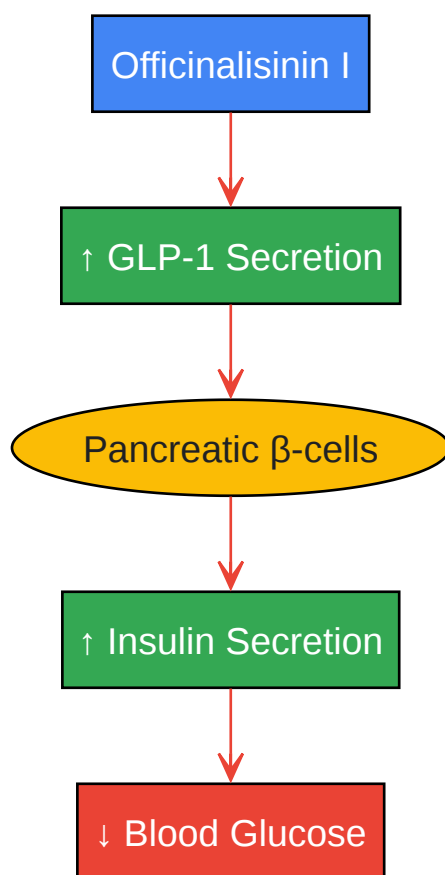 Officinalisinin I
↑ GLP-1 Secretion
Pancreatic β-cells
↑ Insulin Secretion
↓ Blood Glucose